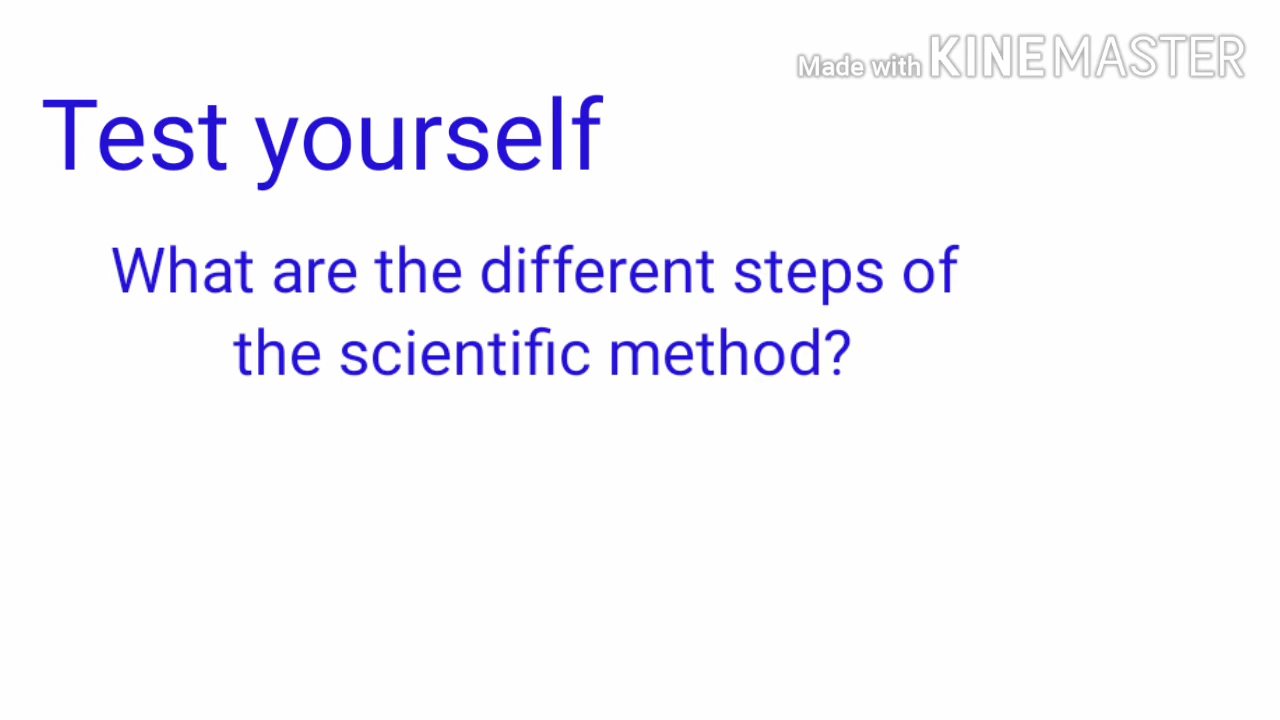 Made with KINEMASTER
Test yourself
What are the different steps of
the scientific method?